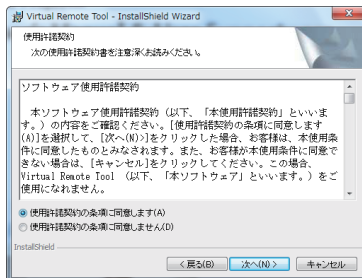 Virtual Remote Tool - InstallShield Wizard
使用許諾契約
次の使用許諾契約書を注意深くお読みください。
ソフトウェア使用許諾契約
本ソフトウェア使用許諾契約（以下、「本使用許諾契約」といいま
す。）の内容をご確認ください。[使用許諾契約の条項に同意します
(A)]を選択して、[次へ(N)>]をクリックした場合、お客様は、本使用条
件に同意したものとみなされます。また、お客様が本使用条件に同意で
きない場合は、[キャンセル]をクリックしてください。この場合、
Virtual Remote Tool （以下、「本ソフトウェア」といいます。）をご
使用になれません。
使用許諾契約の条項に同意します(A)
使用許諾契約の条項に同意しません(D)
InstallShield
< 戻る(B)
次へ(N) >
キャンセル